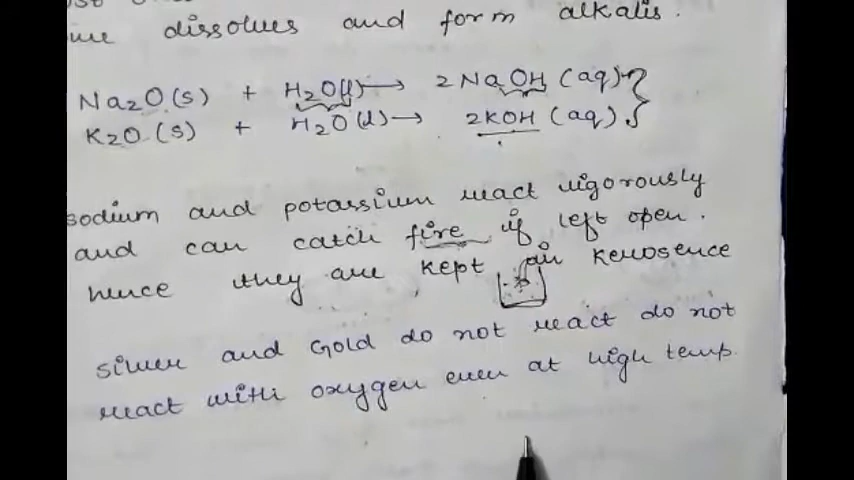 dissolves and form alkalis.
Na2O(s) + H2O(l) → 2NaOH (aq)
K2O(s) + H2O(l) → 2KOH (aq)
sodium and potassium react vigorously
and can catch fire if left open.
hence they are kept in kerosence
silver and Gold do not react do not
react with oxygen even at high temp.